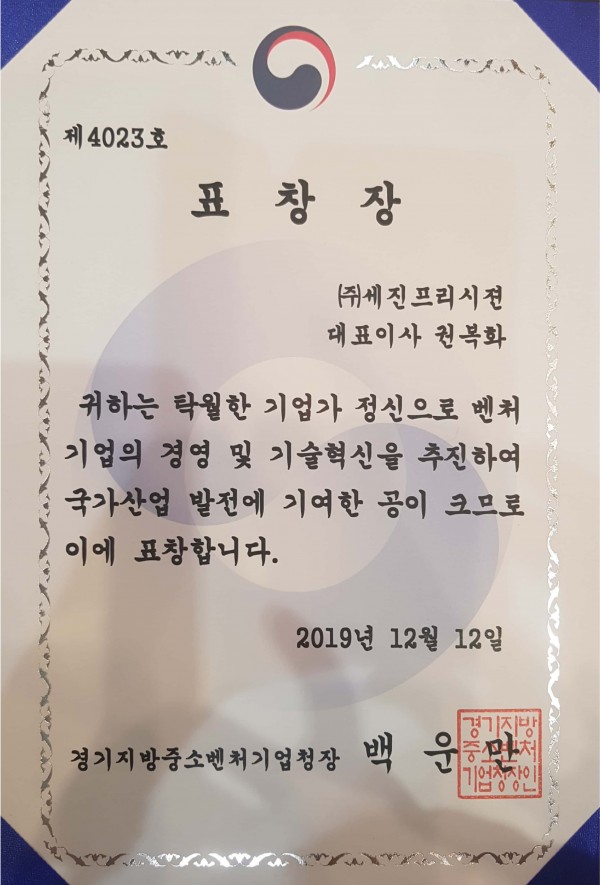 제4023호
표 창 장
㈜세진프리시젼
대표이사 권복화
귀하는 탁월한 기업가 정신으로 벤처
기업의 경영 및 기술혁신을 추진하여
국가산업 발전에 기여한 공이 크므로
이에 표창합니다.
2019년 12월 12일
경기지방중소벤처기업청장 백 운 만
경기지방
중소벤처
기업청장인